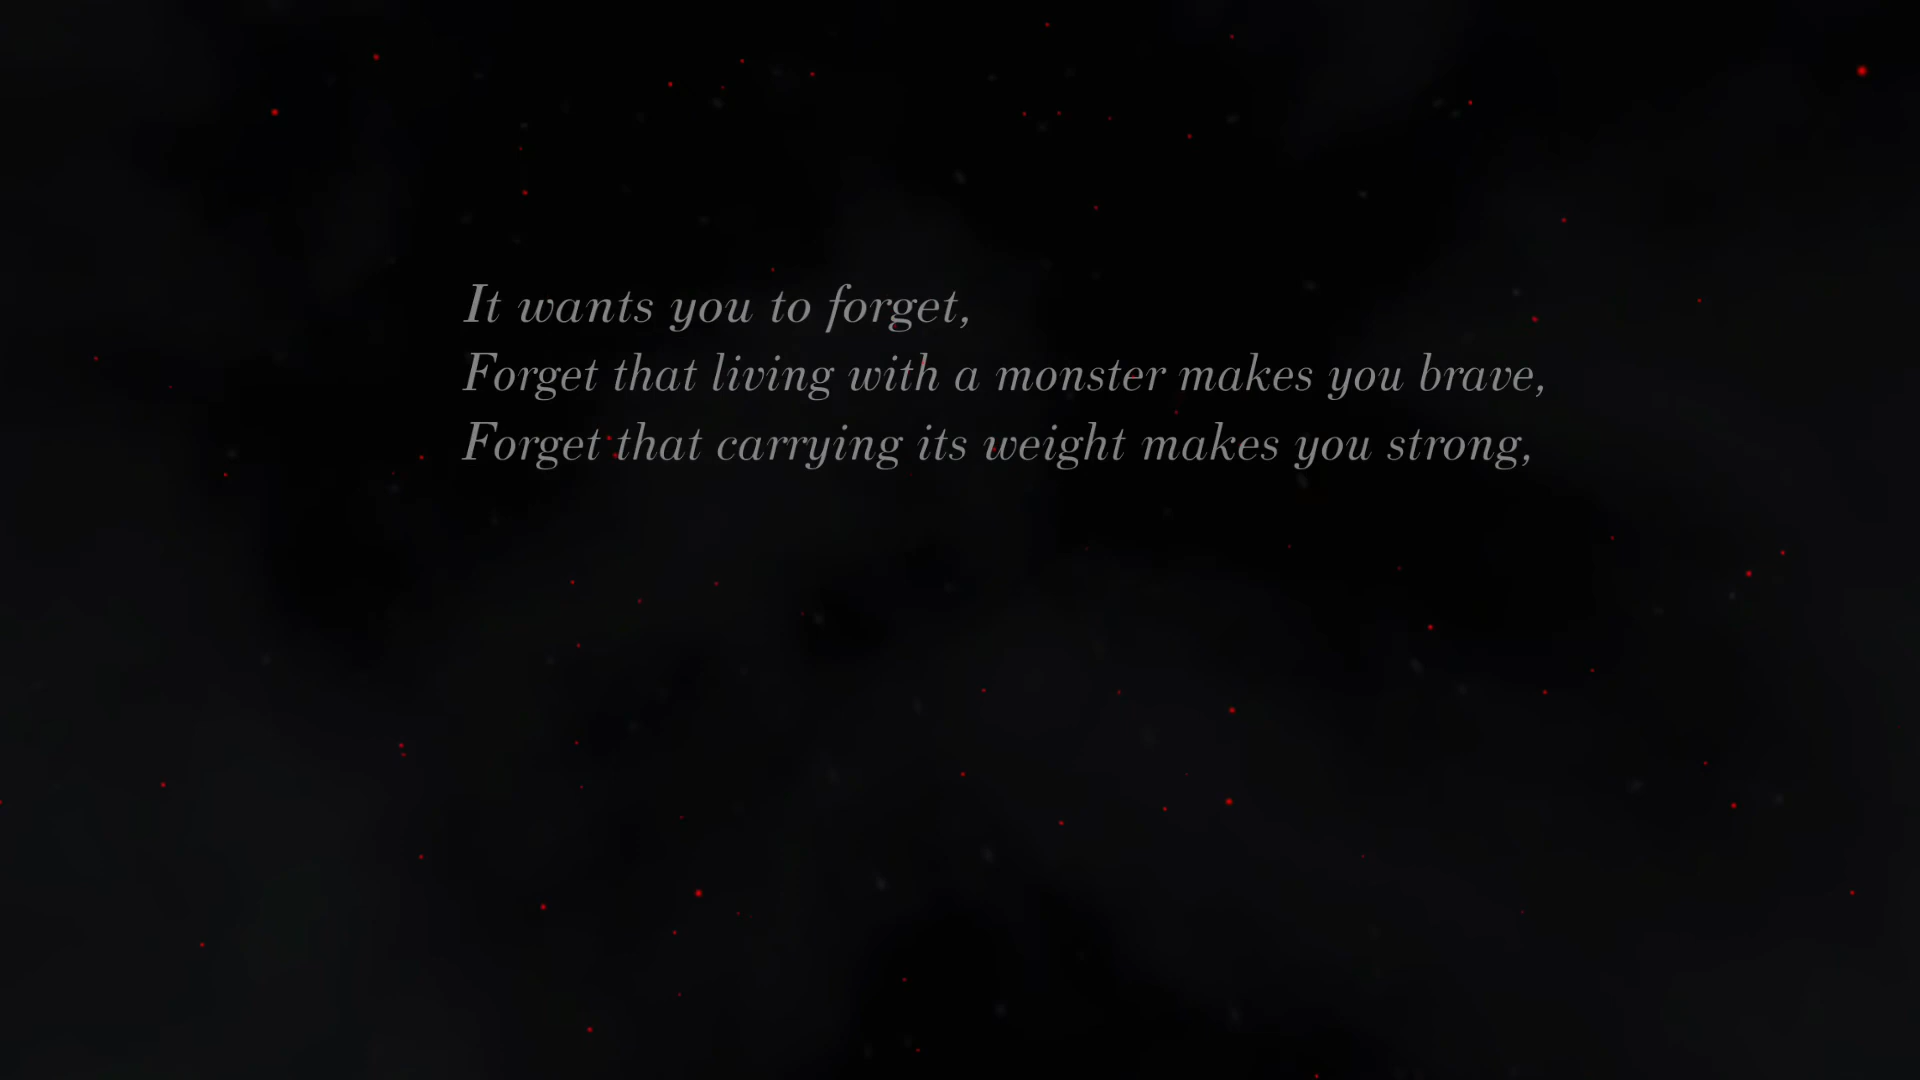 It wants you to forget,
Forget that living with a monster makes you brave,
Forget that carrying its weight makes you strong,